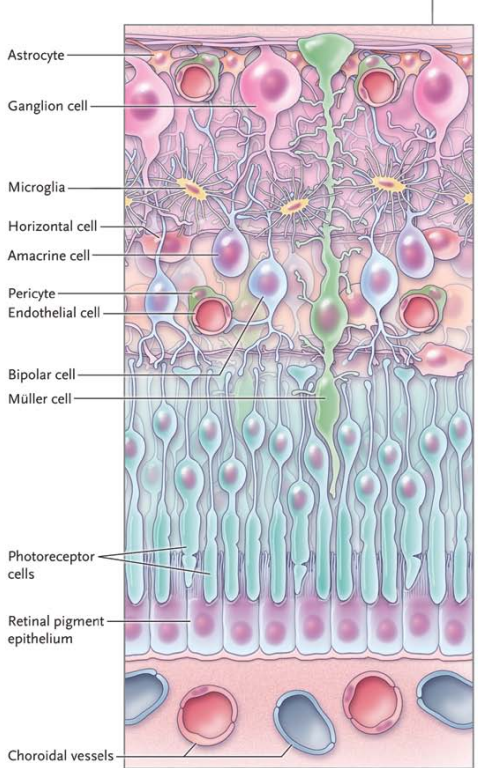 Astrocyte
Ganglion cell
Microglia
Horizontal cell
Amacrine cell
Pericyte
Endothelial cell
Bipolar cell
Müller cell
Photoreceptor
cells
Retinal pigment
epithelium
Choroidal vessels